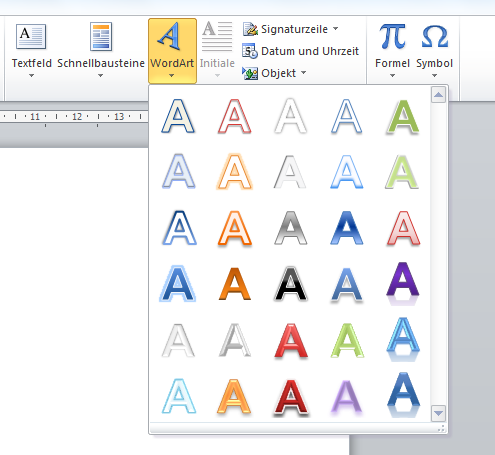 Signaturzeile
Datum und Uhrzeit
Objekt
Textfeld Schnellbausteine WordArt Initiale Formel Symbol
11 12 13
A A A A A
A A A A A
A A A A A
A A A A A
A A A A A
A A A A A